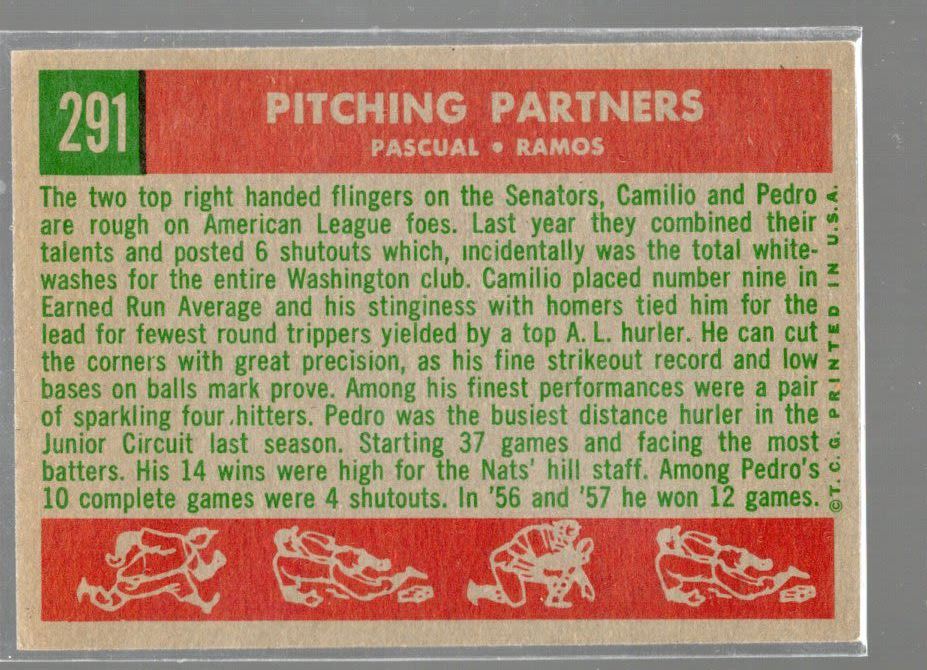 291
PITCHING PARTNERS
PASCUAL • RAMOS
The two top right handed flingers on the Senators, Camilio and Pedro
are rough on American League foes. Last year they combined their
talents and posted 6 shutouts which, incidentally was the total white-
washes for the entire Washington club. Camilio placed number nine in
Earned Run Average and his stinginess with homers tied him for the
lead for fewest round trippers yielded by a top A. L. hurler. He can cut
the corners with great precision, as his fine strikeout record and low
bases on balls mark prove. Among his finest performances were a pair
of sparkling four hitters. Pedro was the busiest distance hurler in the
Junior Circuit last season. Starting 37 games and facing the most
batters. His 14 wins were high for the Nats' hill staff. Among Pedro's
10 complete games were 4 shutouts. In '56 and '57 he won 12 games.
©T. C. G. PRINTED IN U.S.A.